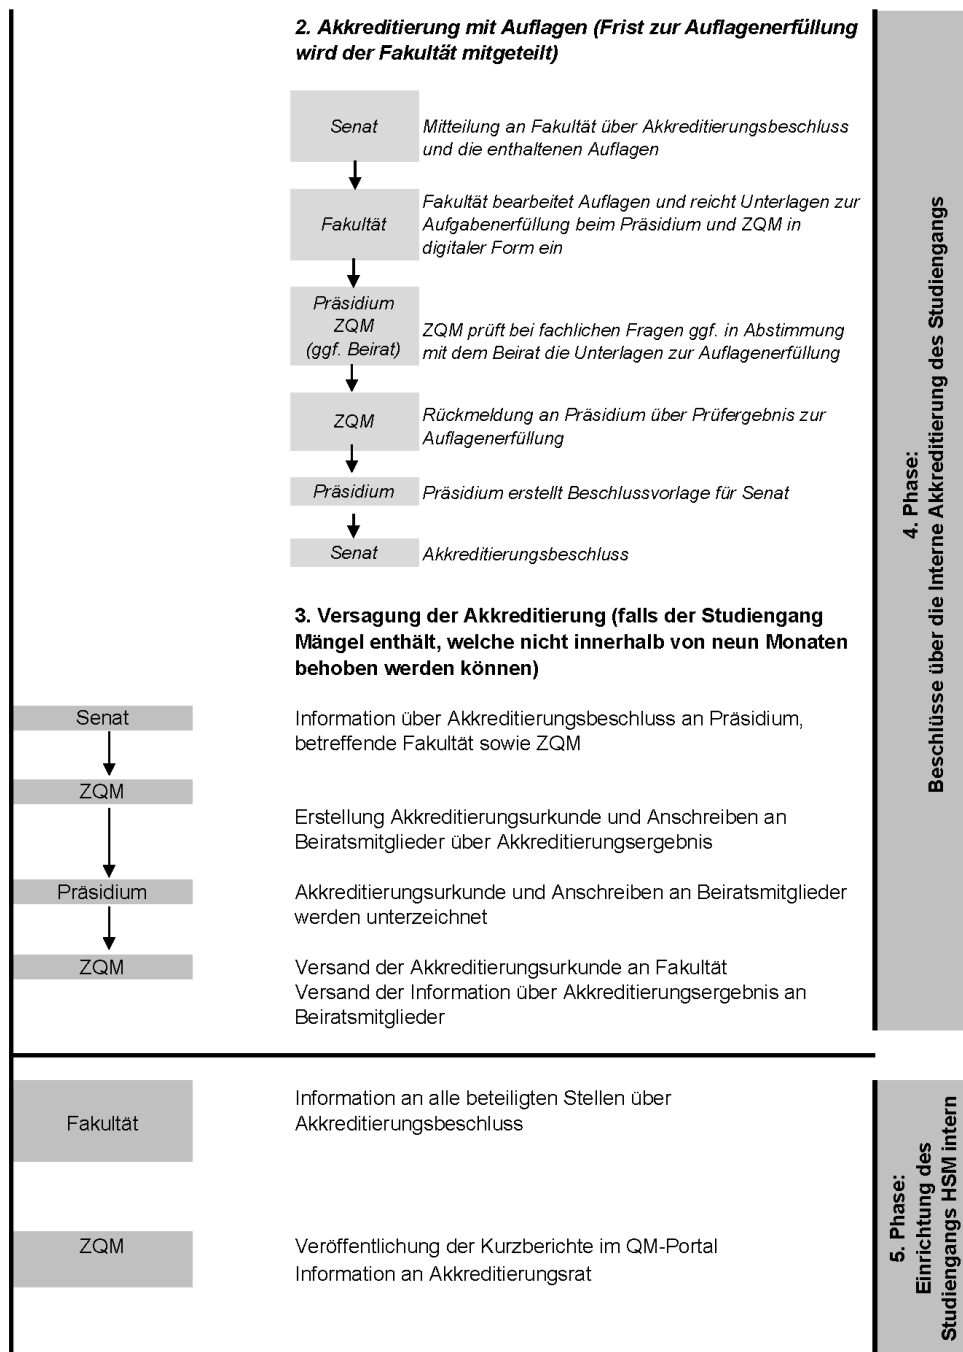 2. Akkreditierung mit Auflagen (Frist zur Auflagenerfüllung
wird der Fakultät mitgeteilt)
Senat
Mitteilung an Fakultät über Akkreditierungsbeschluss
und die enthaltenen Auflagen
Fakultät
Fakultät bearbeitet Auflagen und reicht Unterlagen zur
Aufgabenerfüllung beim Präsidium und ZQM in
digitaler Form ein
Präsidium
ZQM
(ggf. Beirat)
ZQM prüft bei fachlichen Fragen ggf. in Abstimmung
mit dem Beirat die Unterlagen zur Auflagenerfüllung
ZQM
Rückmeldung an Präsidium über Prüfergebnis zur
Auflagenerfüllung
Präsidium
Präsidium erstellt Beschlussvorlage für Senat
Senat
Akkreditierungsbeschluss
3. Versagung der Akkreditierung (falls der Studiengang
Mängel enthält, welche nicht innerhalb von neun Monaten
behoben werden können)
Senat
Information über Akkreditierungsbeschluss an Präsidium,
betreffende Fakultät sowie ZQM
ZQM
Erstellung Akkreditierungsurkunde und Anschreiben an
Beiratsmitglieder über Akkreditierungsergebnis
Präsidium
Akkreditierungsurkunde und Anschreiben an Beiratsmitglieder
werden unterzeichnet
ZQM
Versand der Akkreditierungsurkunde an Fakultät
Versand der Information über Akkreditierungsergebnis an
Beiratsmitglieder
4. Phase:
Beschlüsse über die Interne Akkreditierung des Studiengangs
Fakultät
Information an alle beteiligten Stellen über
Akkreditierungsbeschluss
ZQM
Veröffentlichung der Kurzberichte im QM-Portal
Information an Akkreditierungsrat
5. Phase:
Einrichtung des
Studiengangs HSM intern